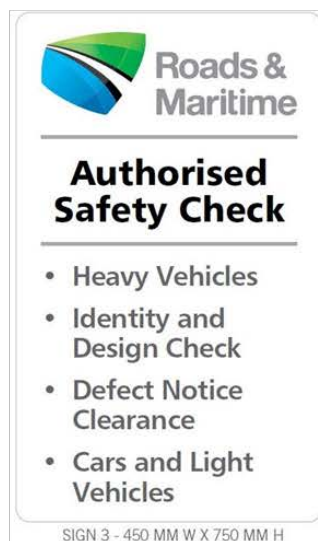 Roads &
Maritime
Authorised
Safety Check
• Heavy Vehicles
• Identity and
Design Check
• Defect Notice
Clearance
• Cars and Light
Vehicles
SIGN 3 - 450 MM W X 750 MM H